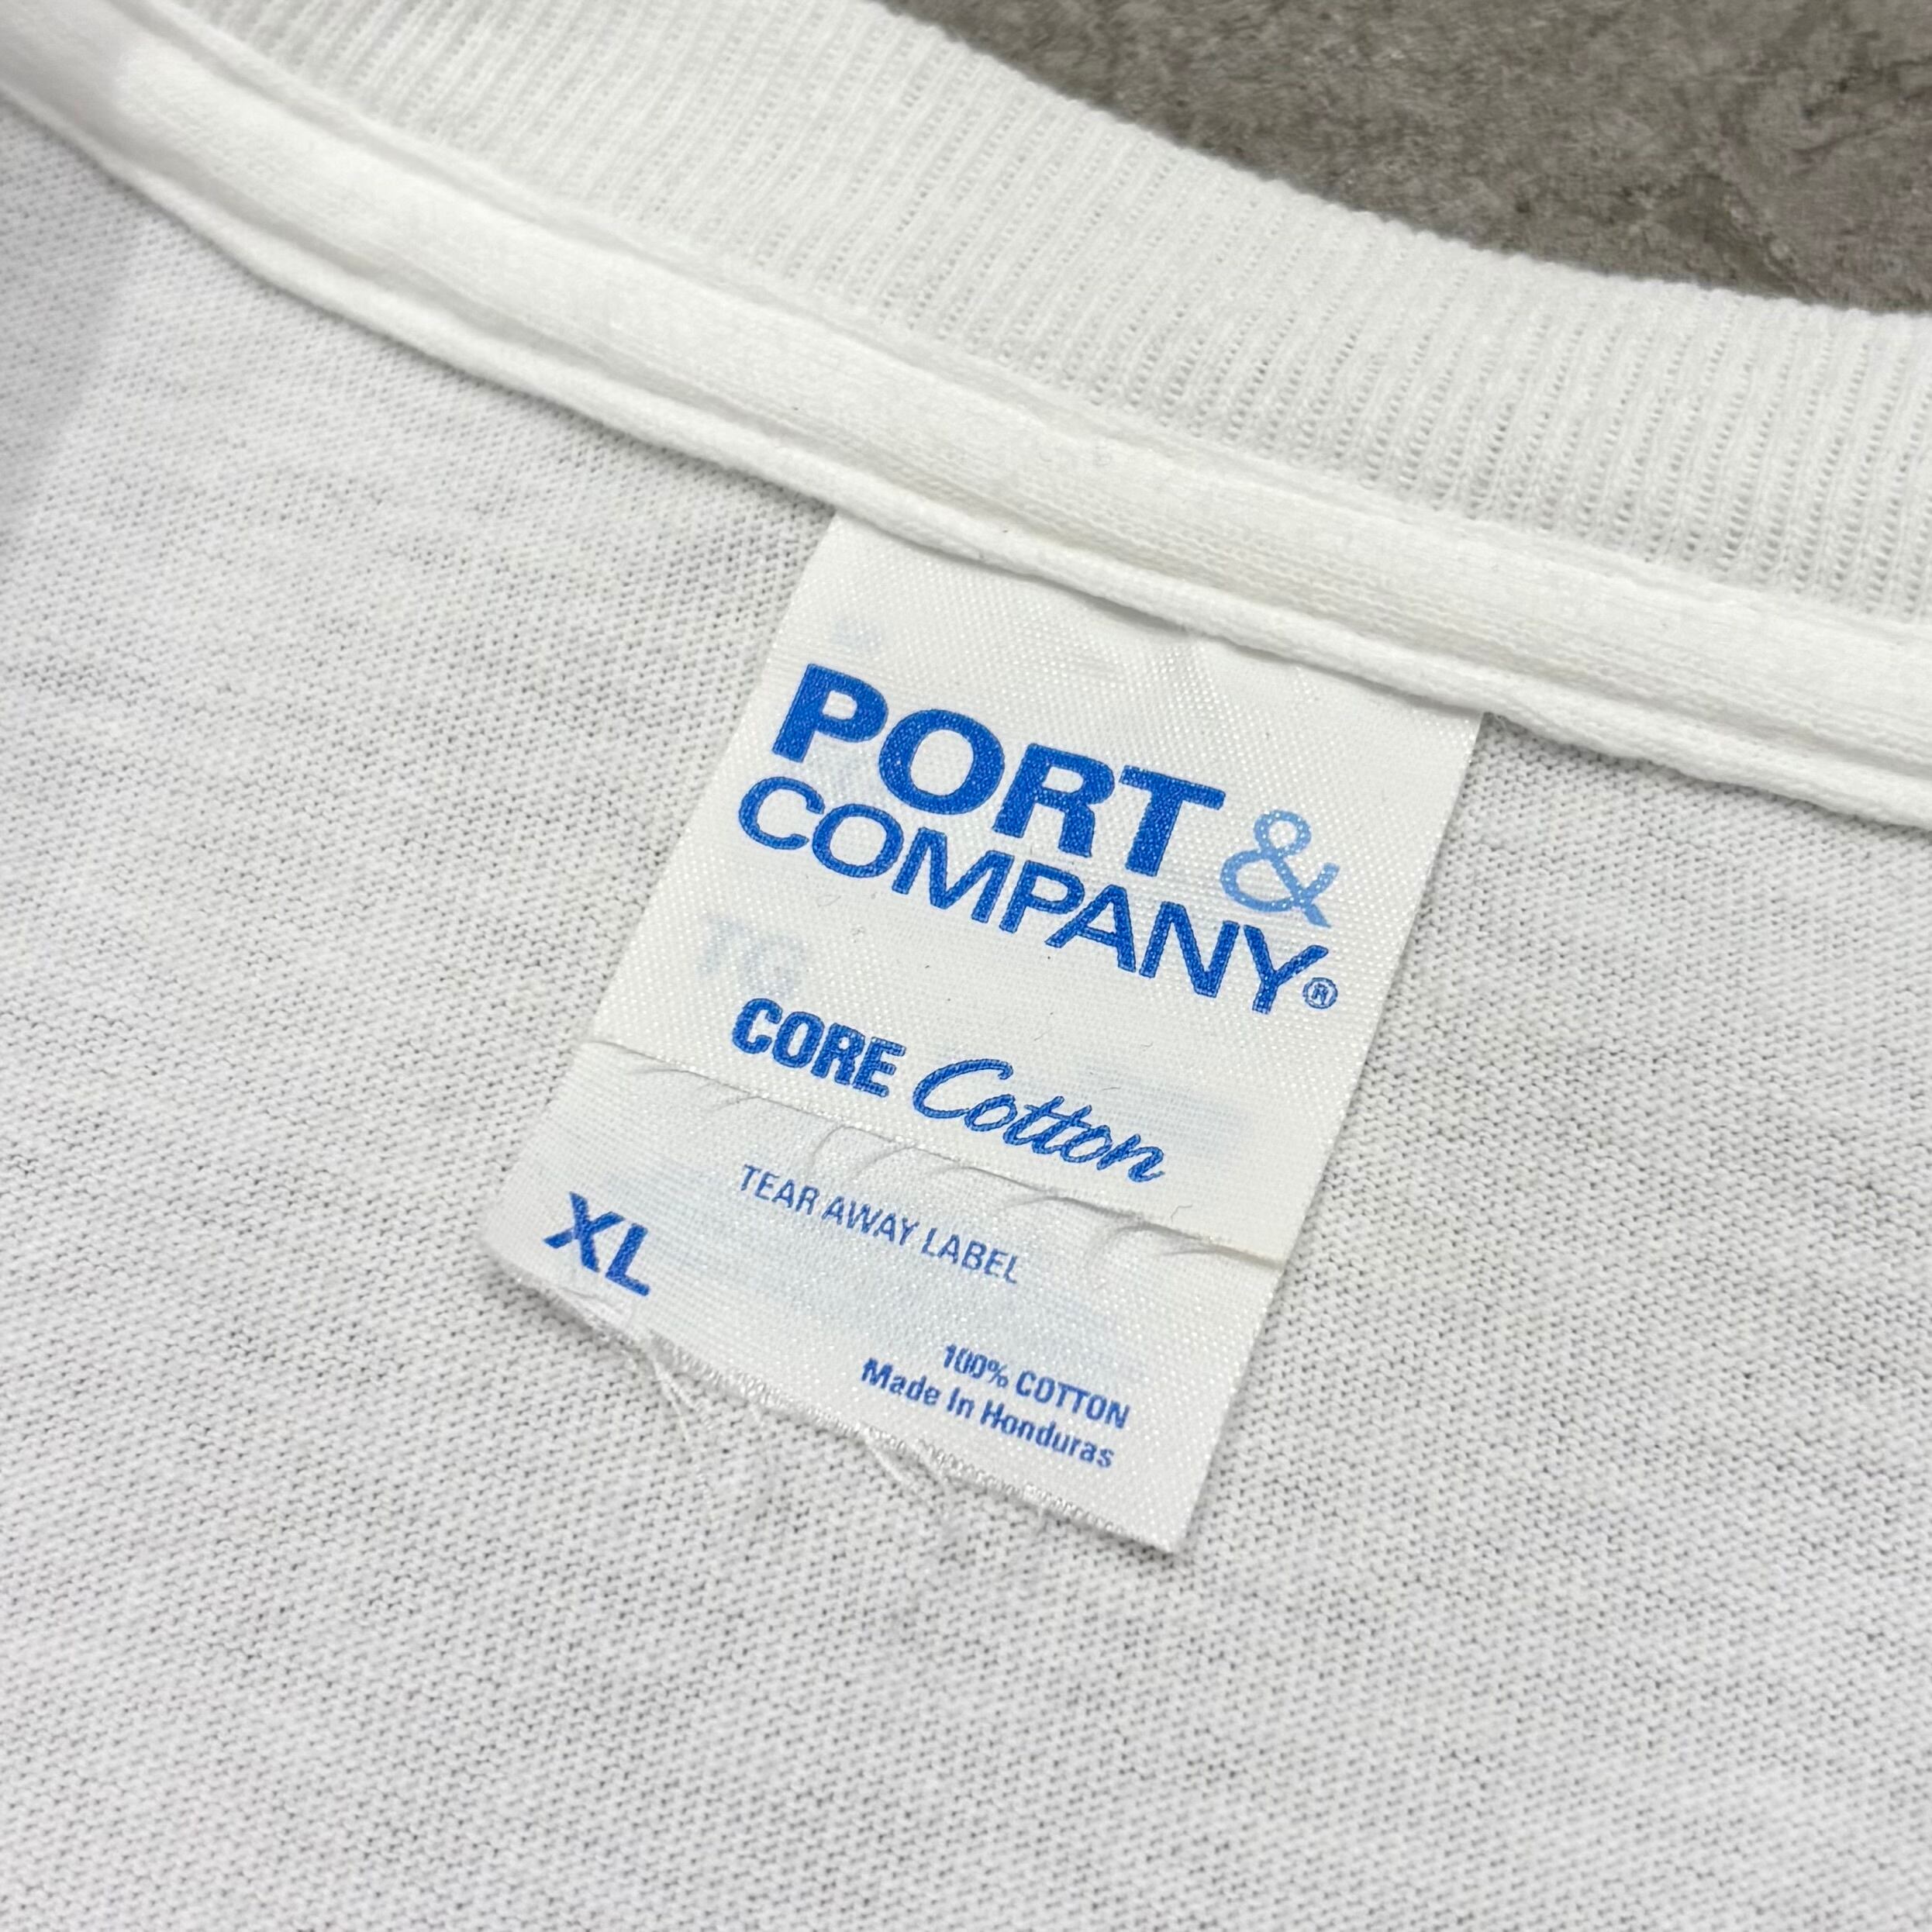 PORT &
COMPANY®
CORE Cotton
TEAR AWAY LABEL
XL
100% COTTON
Made In Honduras